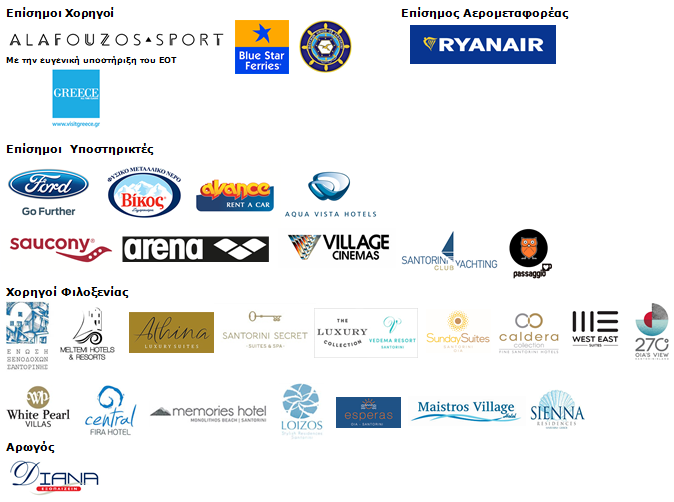 Επίσημοι Χορηγοί
Επίσημος Αερομεταφορέας
ALAFOUZOS SPORT
Blue Star
Ferries
RYANAIR
Με την ευγενική υποστήριξη του ΕΟΤ
GREECE
www.visitgreece.gr
Επίσημοι Υποστηρικτές
Ford
Go Further
ΦΥΣΙΚΟ ΜΕΤΑΛΛΙΚΟ ΝΕΡΟ
Βίκος
avance
RENT A CAR
AQUA VISTA HOTELS
saucony
arena
VILLAGE
CINEMAS
SANTORINI YACHTING
CLUB
passaggio
Χορηγοί Φιλοξενίας
ΕΝΩΣΗ
ΞΕΝΟΔΟΧΩΝ
ΣΑΝΤΟΡΙΝΗΣ
MELTEMI HOTELS
& RESORTS
Athina
LUXURY SUITES
SANTORINI SECRET
SUITES & SPA
THE
LUXURY
COLLECTION
VEDEMA RESORT
SANTORINI
SundaySuites
SANTORINI
OIA
caldera
collection
FINE SANTORINI HOTELS
WEST EAST
SUITES
270°
OIA'S VIEW
White Pearl
VILLAS
central
FIRA HOTEL
memories hotel
MONOLITHOS BEACH | SANTORINI
LOIZOS
esperas
OIA - SANTORINI
Maistros Village
SIENNA
RESIDENCES
Αρωγός
DIANA